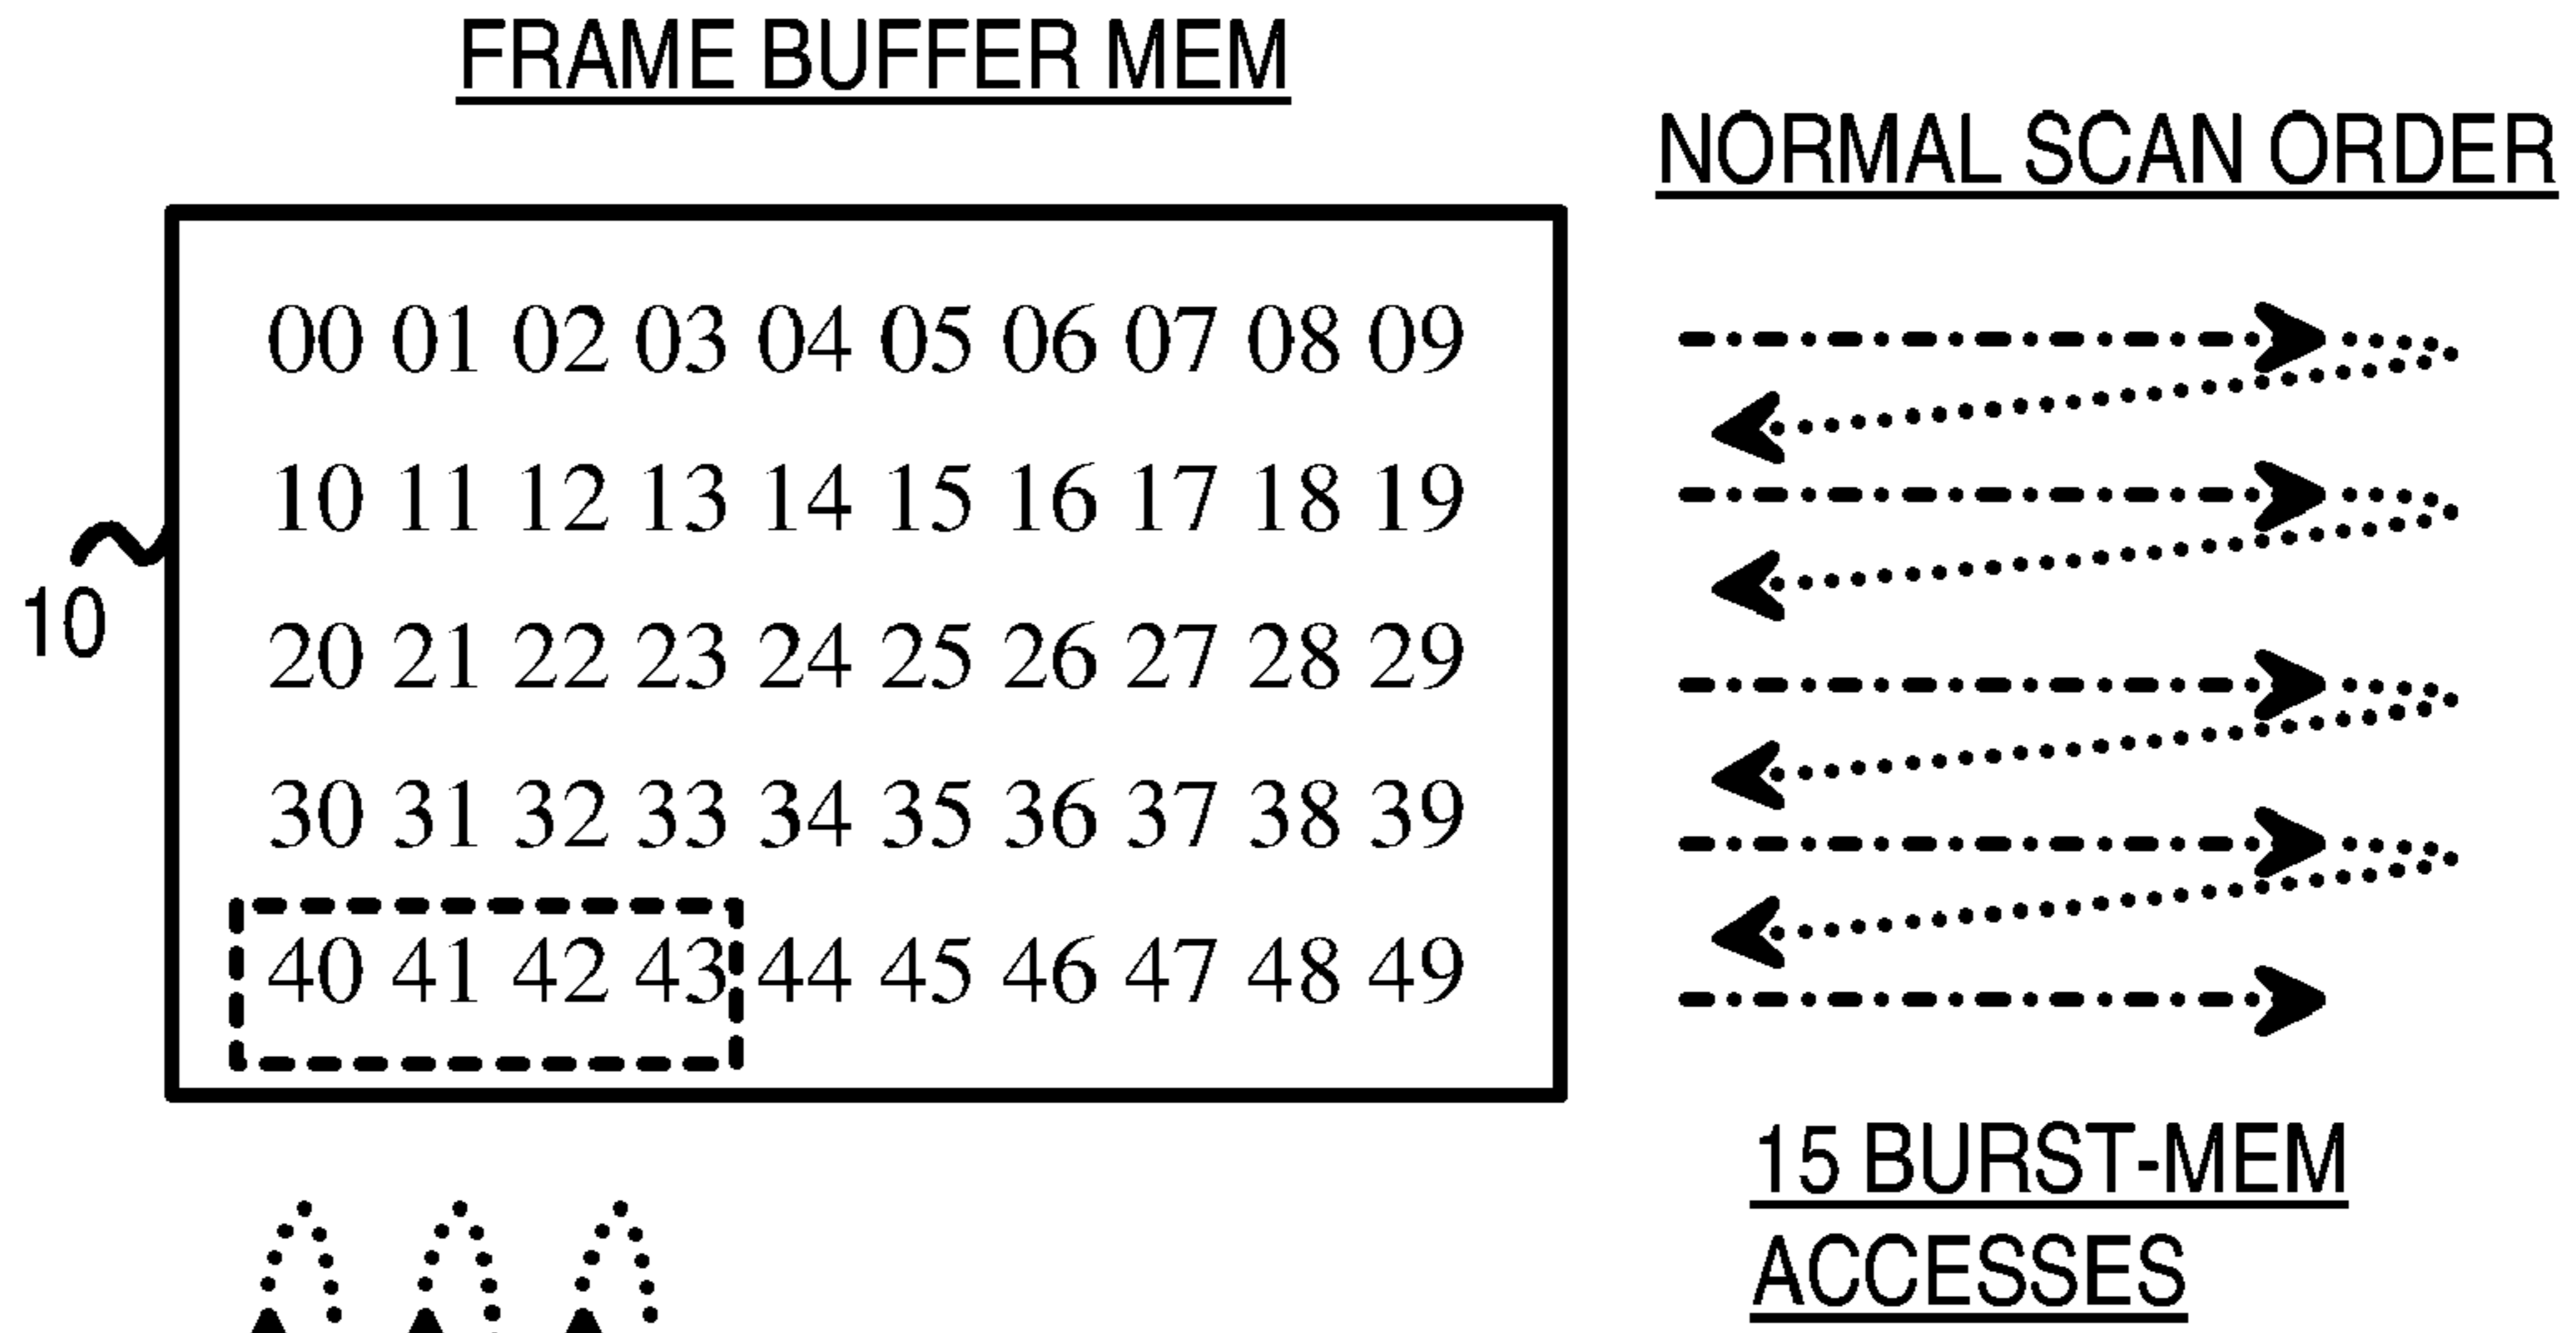 FRAME BUFFER MEM
NORMAL SCAN ORDER
00 01 02 03 04 05 06 07 08 09
10 11 12 13 14 15 16 17 18 19
10
20 21 22 23 24 25 26 27 28 29
30 31 32 33 34 35 36 37 38 39
40 41 42 43 44 45 46 47 48 49
15 BURST-MEM
ACCESSES